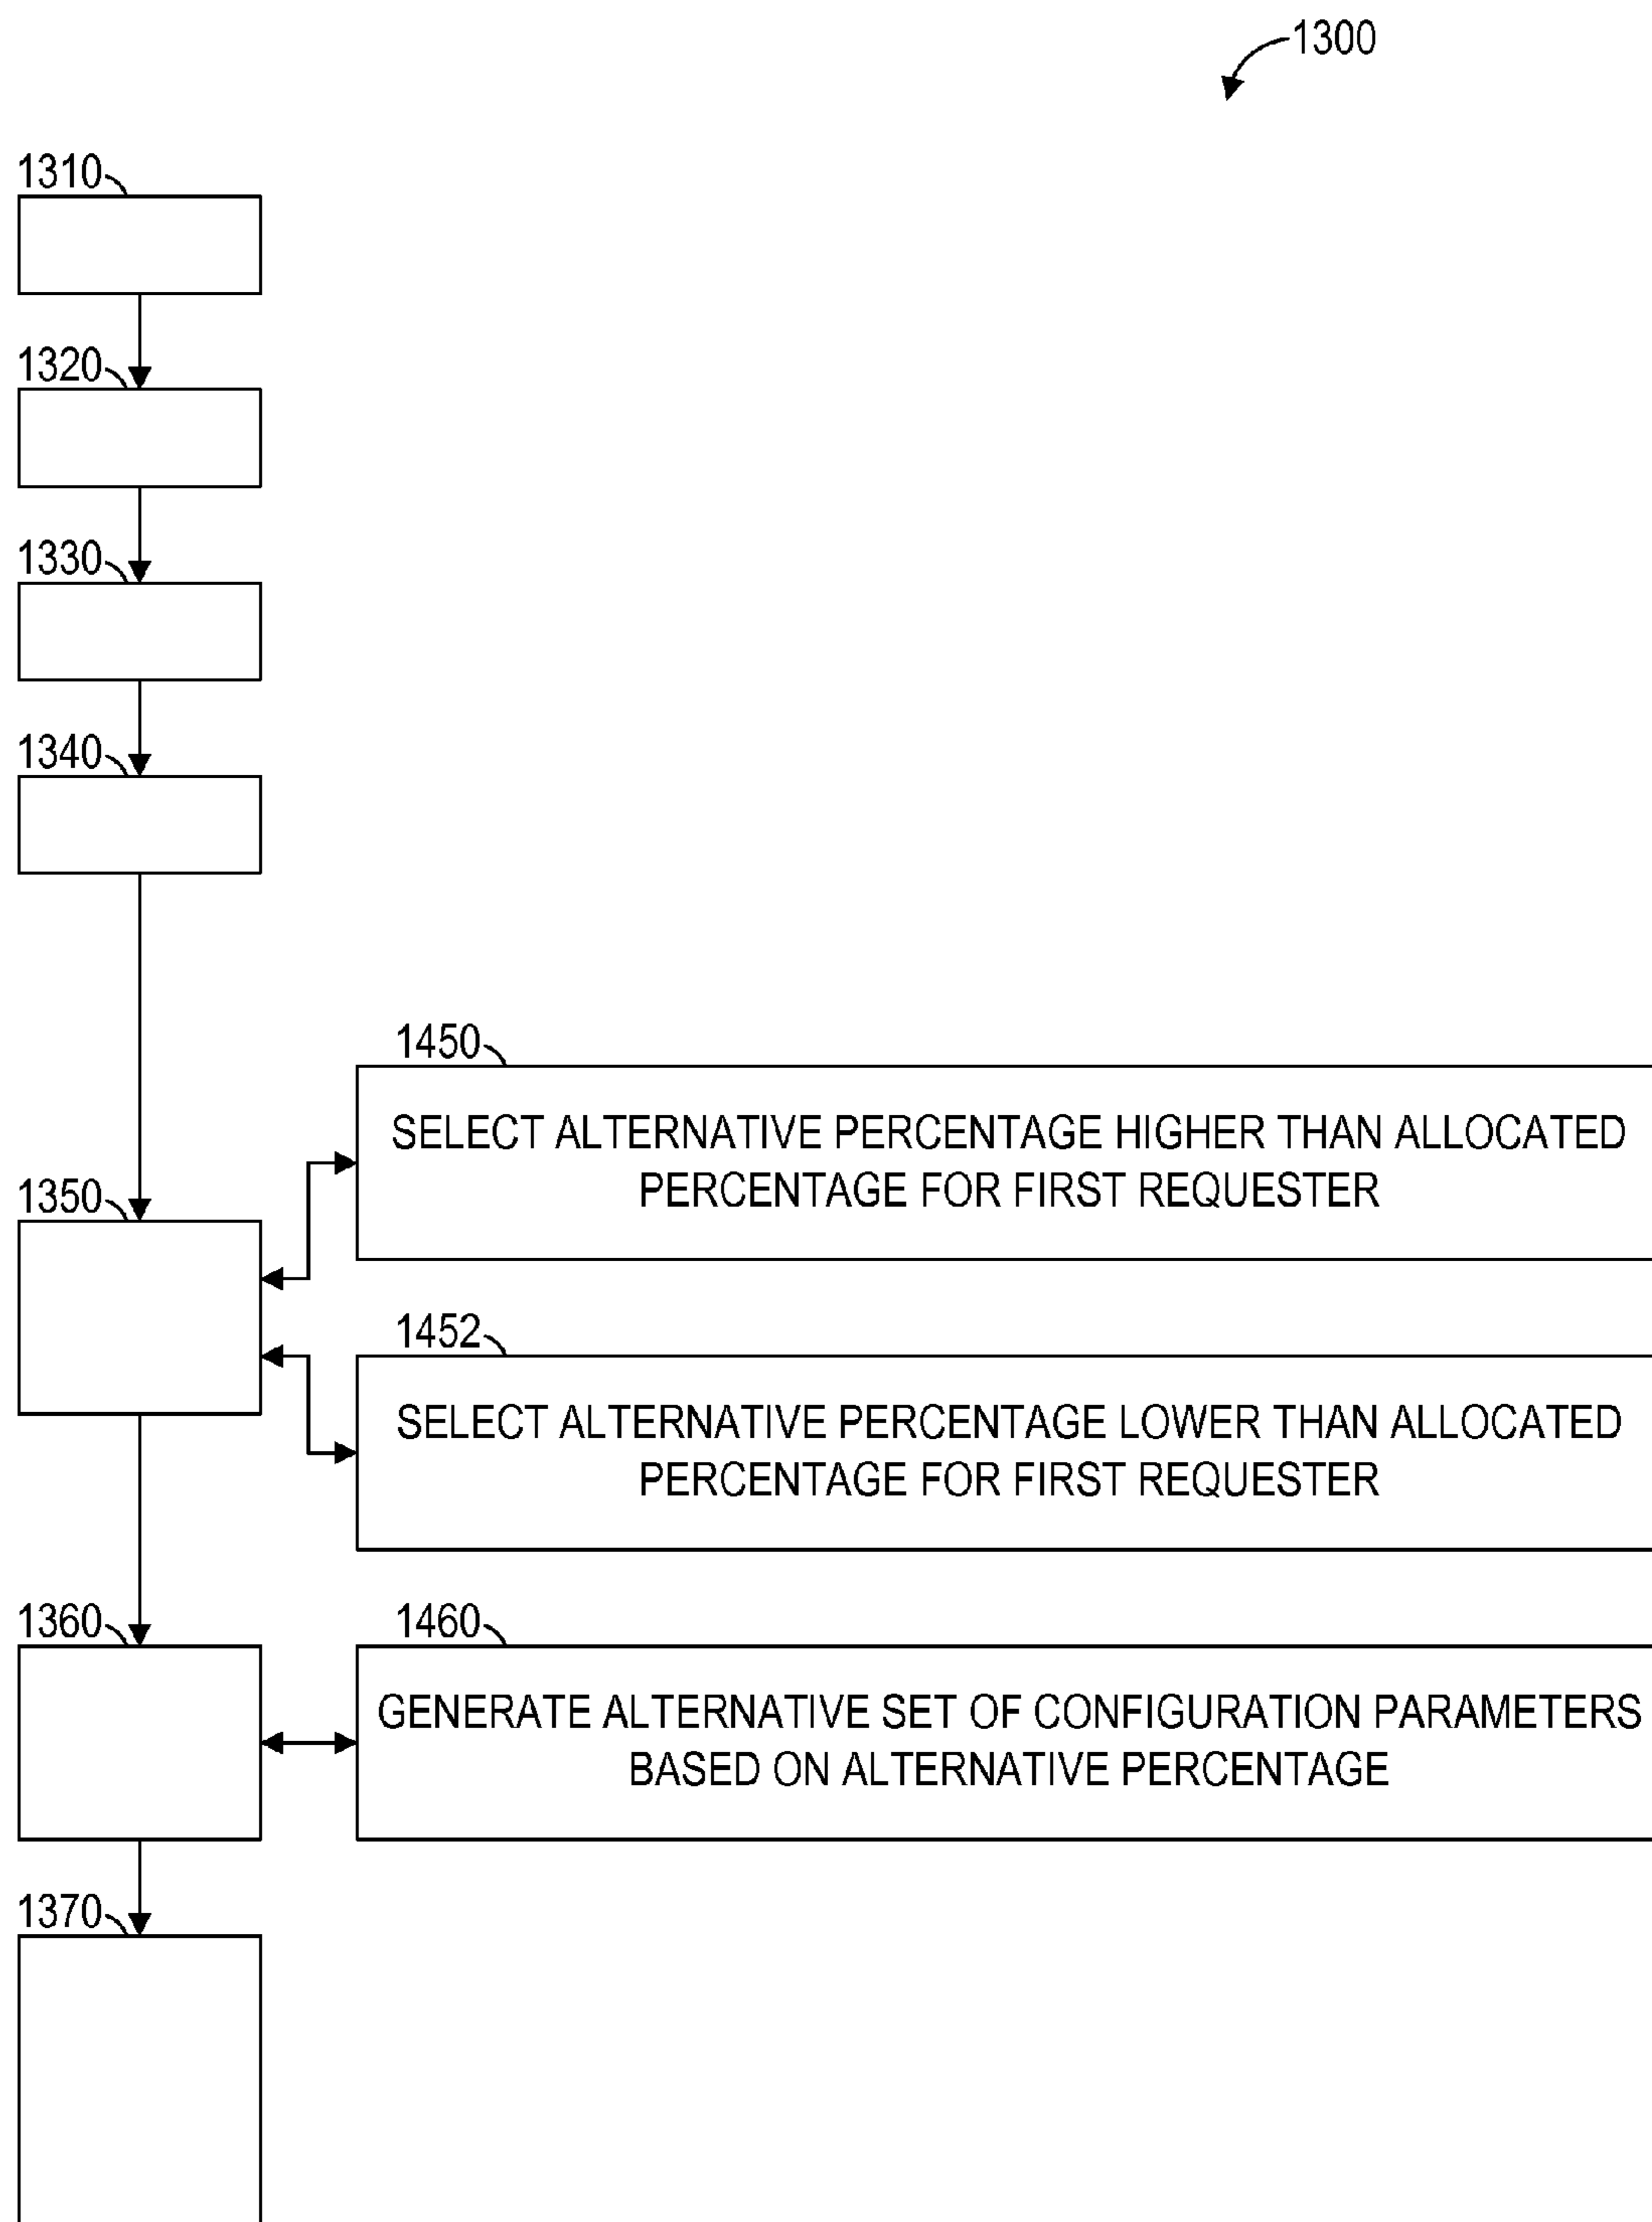 1300
1310
1320
1330
1340
1450
SELECT ALTERNATIVE PERCENTAGE HIGHER THAN ALLOCATED
PERCENTAGE FOR FIRST REQUESTER
1350
1452
SELECT ALTERNATIVE PERCENTAGE LOWER THAN ALLOCATED
PERCENTAGE FOR FIRST REQUESTER
1360
1460
GENERATE ALTERNATIVE SET OF CONFIGURATION PARAMETERS
BASED ON ALTERNATIVE PERCENTAGE
1370